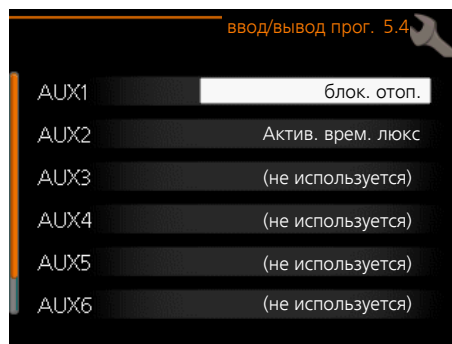 ввод/вывод прог. 5.4
AUX1 блок. отоп.
AUX2 Актив. врем. люкс
AUX3 (не используется)
AUX4 (не используется)
AUX5 (не используется)
AUX6 (не используется)